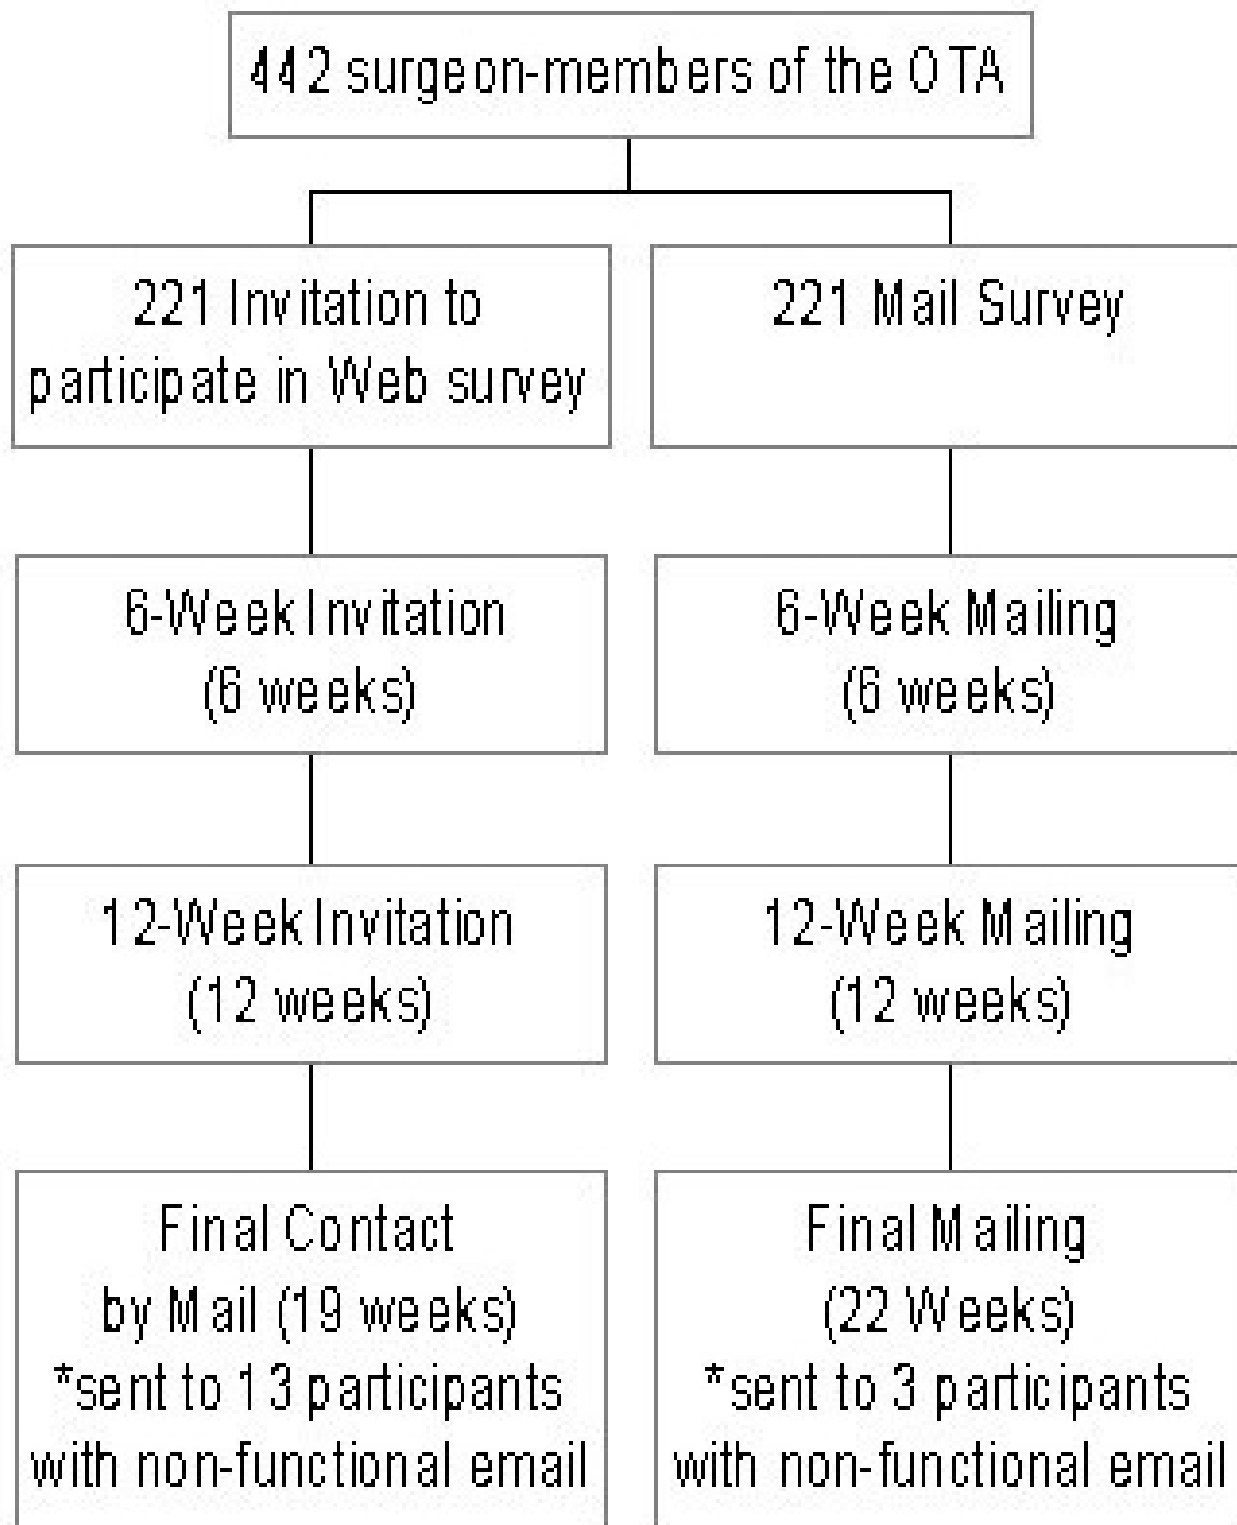 442 surgeon-members of the OTA
221 Invitation to
participate in Web survey
221 Mail Survey
6-Week Invitation
(6 weeks)
6-Week Mailing
(6 weeks)
12-Week Invitation
(12 weeks)
12-Week Mailing
(12 weeks)
Final Contact
by Mail (19 weeks)
*sent to 13 participants
with non-functional email
Final Mailing
(22 Weeks)
*sent to 3 participants
with non-functional email